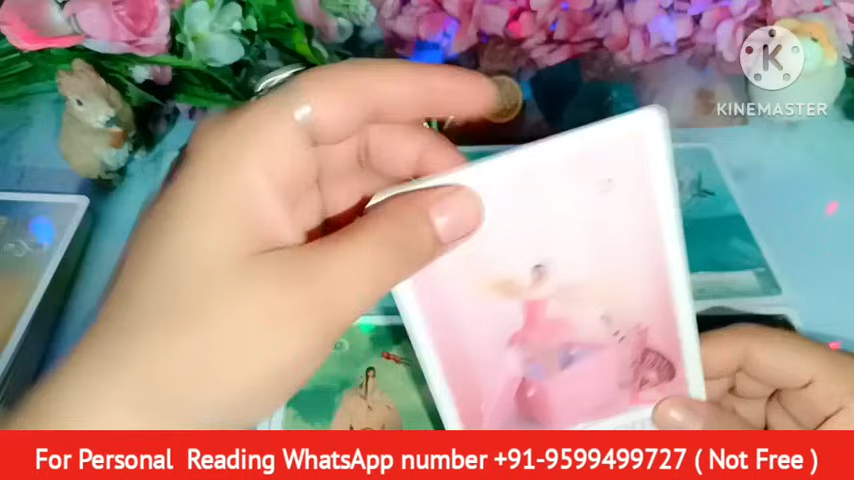 K
KINEMASTER
For Personal Reading WhatsApp number +91-9599499727 ( Not Free )